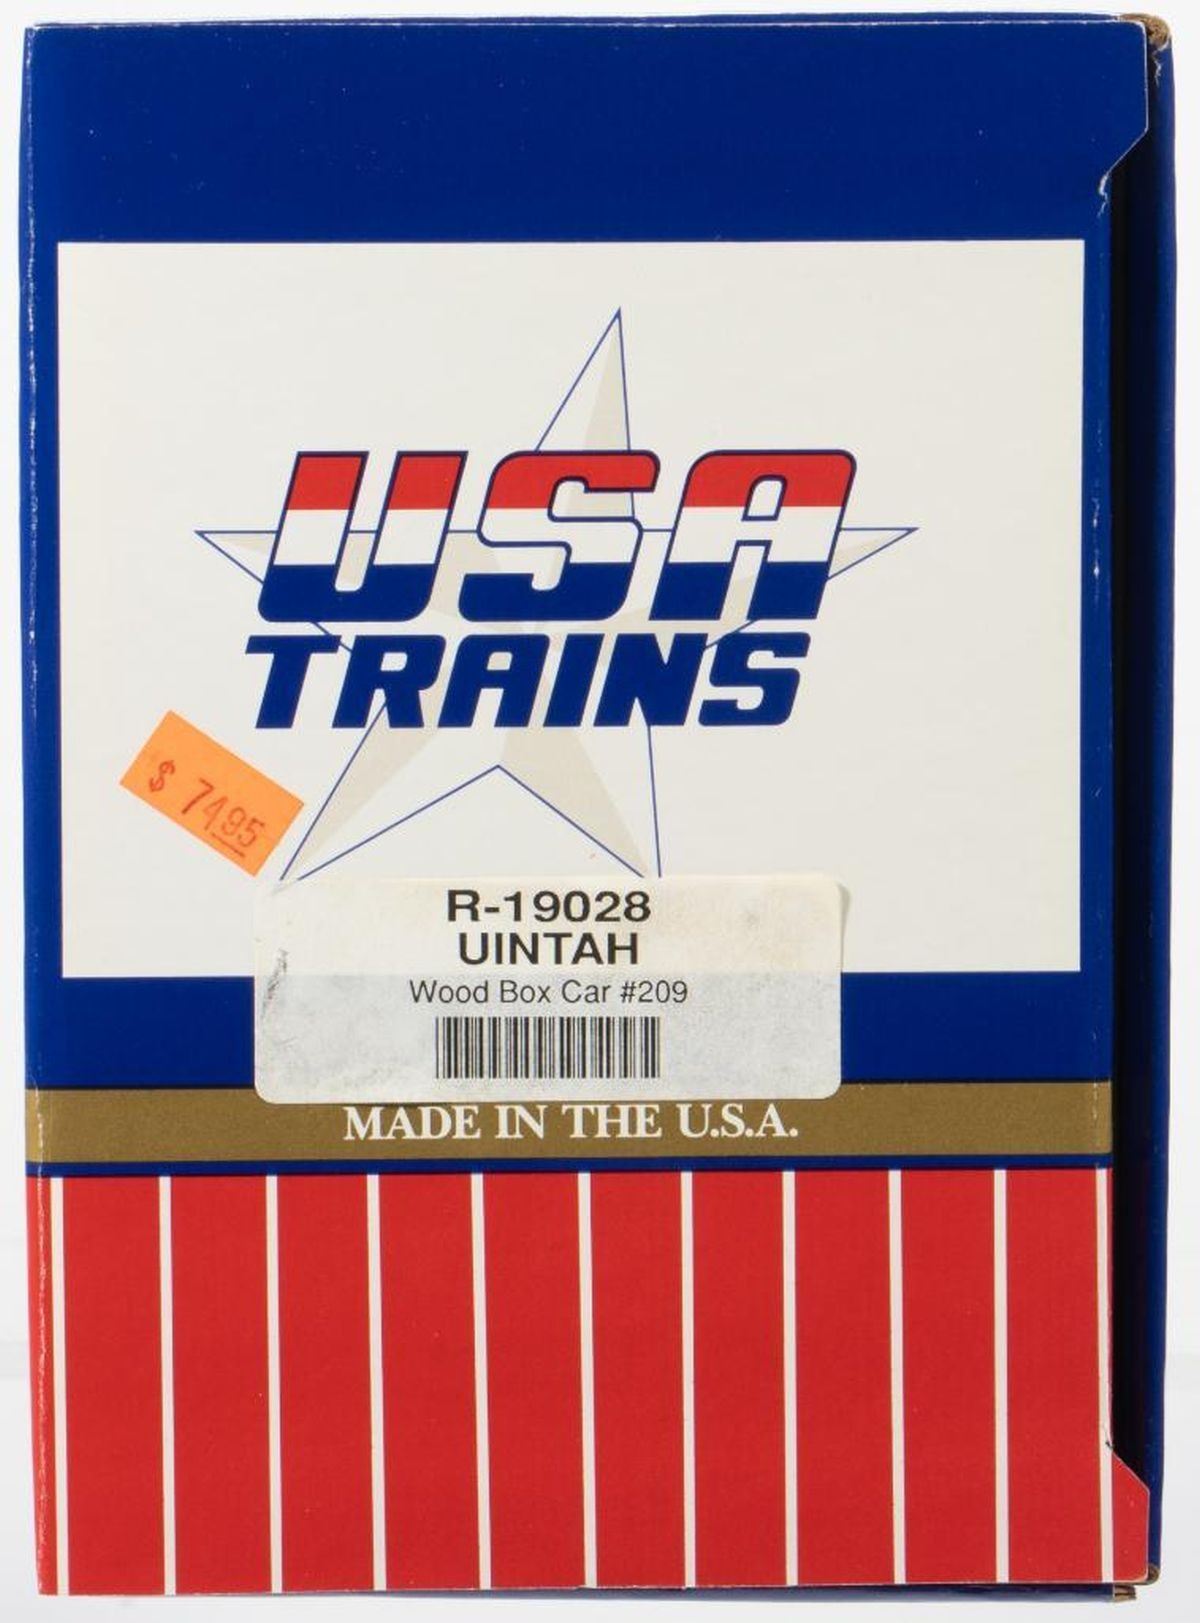 USA
TRAINS
$ 74.95
R-19028
UINTAH
Wood Box Car #209
MADE IN THE U.S.A.